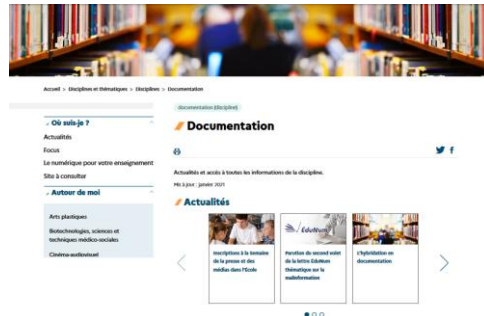 Accueil > Disciplines et thématiques > Disciplines > Documentation
Où suis-je ?
Actualités
Focus
Le numérique pour votre enseignement
Site à consulter
Autour de moi
Arts plastiques
Biotechnologies, sciences et
techniques médico-sociales
Cinéma-audiovisuel
documentation (discipline)
Documentation
Actualités et accès à toutes les informations de la discipline.
Mis à jour : janvier 2021
Actualités
Inscriptions à la Semaine
de la presse et des
médias dans l'Ecole
ÉduNum
Parution du second volet
de la lettre ÉduNum
thématique sur la
malinformation
L'hybridation en
documentation